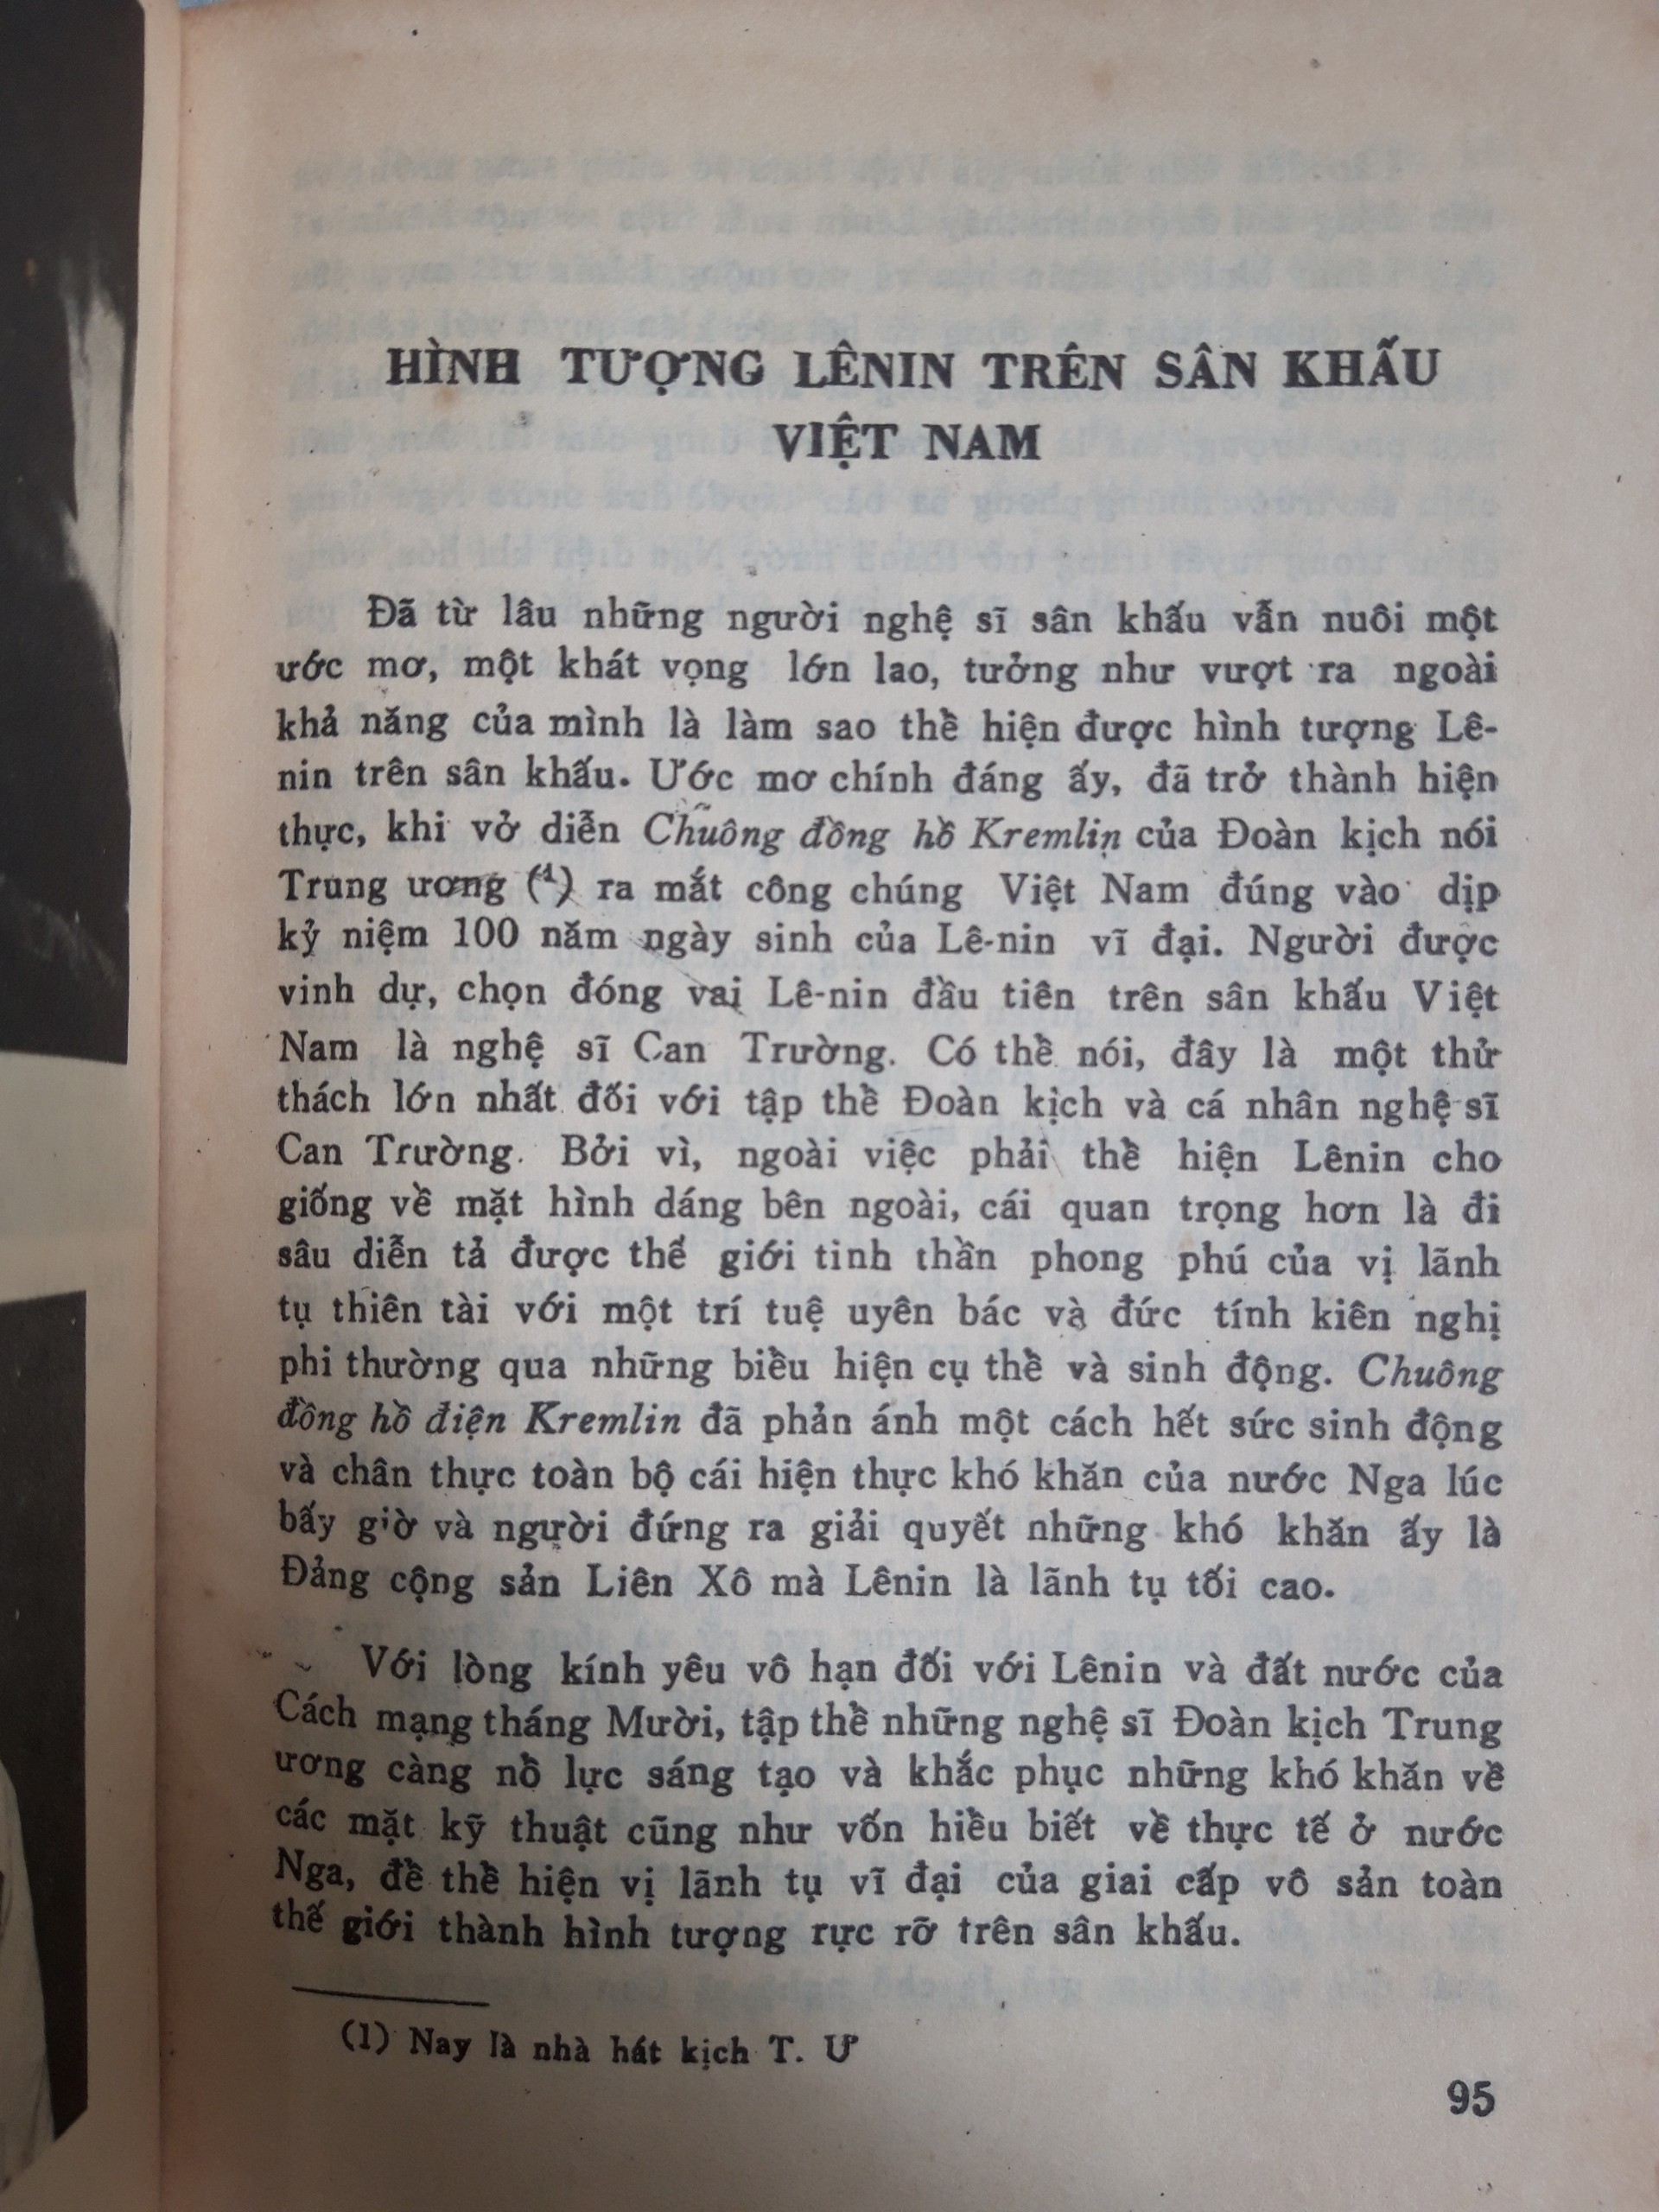 HÌNH TƯỢNG LÊNIN TRÊN SÂN KHẤU
VIỆT NAM
Đã từ lâu những người nghệ sĩ sân khấu vẫn nuôi một
ước mơ, một khát vọng lớn lao, tưởng như vượt ra ngoài
khả năng của mình là làm sao thể hiện được hình tượng Lê-
nin trên sân khấu. Ước mơ chính đáng ấy, đã trở thành hiện
thực, khi vở diễn Chuông đồng hồ Kremlin của Đoàn kịch nói
Trung ương (1) ra mắt công chúng Việt Nam đúng vào dịp
kỷ niệm 100 năm ngày sinh của Lê-nin vĩ đại. Người được
vinh dự, chọn đóng vai Lê-nin đầu tiên trên sân khấu Việt
Nam là nghệ sĩ Can Trường. Có thể nói, đây là một thử
thách lớn nhất đối với tập thể Đoàn kịch và cá nhân nghệ sĩ
Can Trường. Bởi vì, ngoài việc phải thể hiện Lênin cho
giống về mặt hình dáng bên ngoài, cái quan trọng hơn là đi
sâu diễn tả được thế giới tinh thần phong phú của vị lãnh
tụ thiên tài với một trí tuệ uyên bác và đức tính kiên nghị
phi thường qua những biểu hiện cụ thể và sinh động. Chuông
đồng hồ điện Kremlin đã phản ánh một cách hết sức sinh động
và chân thực toàn bộ cái hiện thực khó khăn của nước Nga lúc
bấy giờ và người đứng ra giải quyết những khó khăn ấy là
Đảng cộng sản Liên Xô mà Lênin là lãnh tụ tối cao.
Với lòng kính yêu vô hạn đối với Lênin và đất nước của
Cách mạng tháng Mười, tập thể những nghệ sĩ Đoàn kịch Trung
ương càng nổ lực sáng tạo và khắc phục những khó khăn về
các mặt kỹ thuật cũng như vốn hiểu biết về thực tế ở nước
Nga, để thể hiện vị lãnh tụ vĩ đại của giai cấp vô sản toàn
thế giới thành hình tượng rực rỡ trên sân khấu.
(1) Nay là nhà hát kịch T. Ư
95